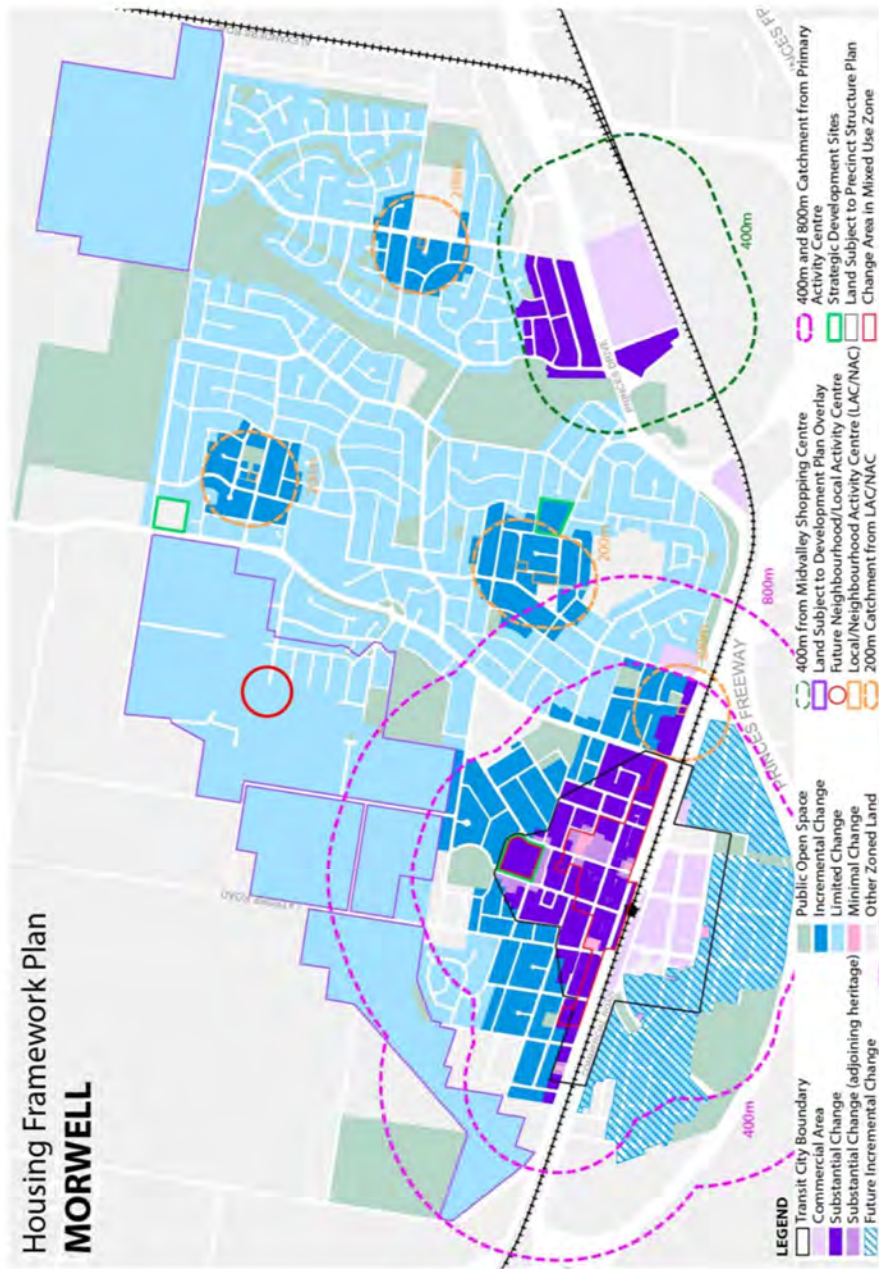 Housing Framework Plan
MORWELL
ALEXANDERS ROAD
PRINCES DRIVE
PRINCES FREEWAY
200m
200m
400m
800m
400m
LEGEND
Transit City Boundary
Commercial Area
Substantial Change
Substantial Change (adjoining heritage)
Future Incremental Change
Public Open Space
Incremental Change
Limited Change
Minimal Change
Other Zoned Land
400m from Midvalley Shopping Centre
Land Subject to Development Plan Overlay
Future Neighbourhood/Local Activity Centre
Local/Neighbourhood Activity Centre (LAC/NAC)
200m Catchment from LAC/NAC
400m and 800m Catchment from Primary
Activity Centre
Strategic Development Sites
Land Subject to Precinct Structure Plan
Change Area in Mixed Use Zone